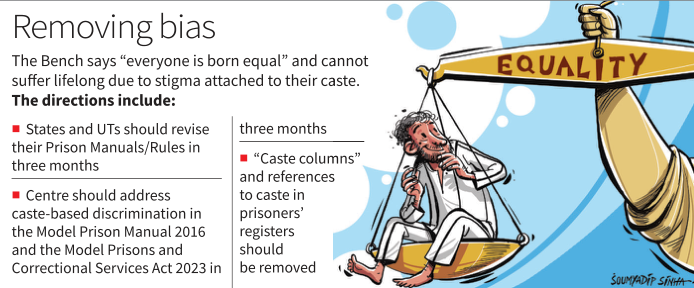 Removing bias
The Bench says “everyone is born equal” and cannot
suffer lifelong due to stigma attached to their caste.
The directions include:
■ States and UTs should revise
their Prison Manuals/Rules in
three months
■ Centre should address
caste-based discrimination in
the Model Prison Manual 2016
and the Model Prisons and
Correctional Services Act 2023 in
three months
■ “Caste columns”
and references
to caste in
prisoners’
registers
should
be removed
EQUALITY
SOUMYADIP SINHA